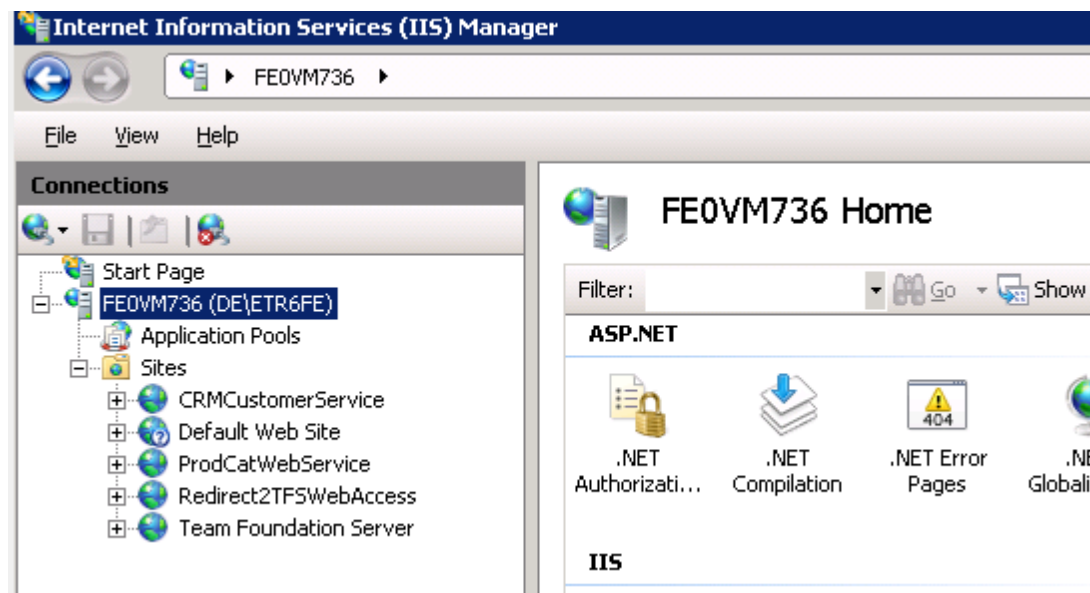 Internet Information Services (IIS) Manager
FE0VM736
File View Help
Connections
Start Page
FE0VM736 (DE\ETR6FE)
Application Pools
Sites
CRMCustomerService
Default Web Site
ProdCatWebService
Redirect2TFSWebAccess
Team Foundation Server
FE0VM736 Home
Filter: Go Show
ASP.NET
404
.NET Authorizati...
.NET Compilation
.NET Error Pages
.NE
Globali
IIS